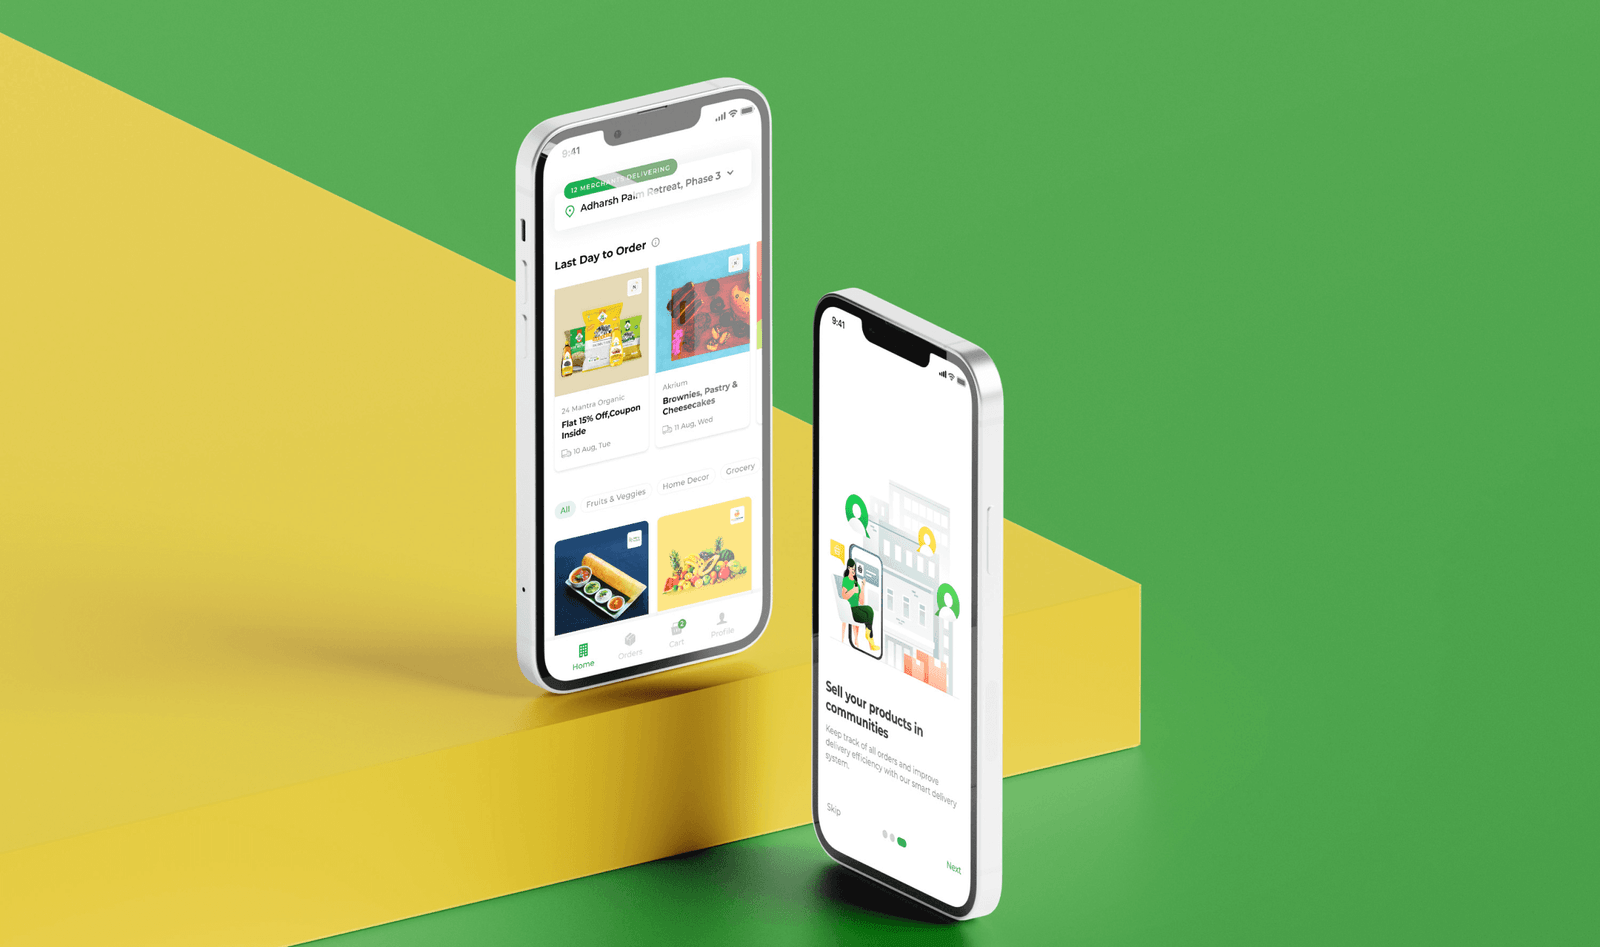 9:41
12 MERCHANTS DELIVERING
Adharsh Palm Retreat, Phase 3
Last Day to Order
24 Mantra Organic
Flat 15% Off,Coupon
Inside
10 Aug, Tue
Akrium
Brownies, Pastry &
Cheesecakes
11 Aug, Wed
All
Fruits & Veggies
Home Decor
Grocery
Home
Orders
2
Cart
Profile
9:41
Sell your products in
communities
Keep track of all orders and improve
delivery efficiency with our smart delivery
system.
Skip
Next